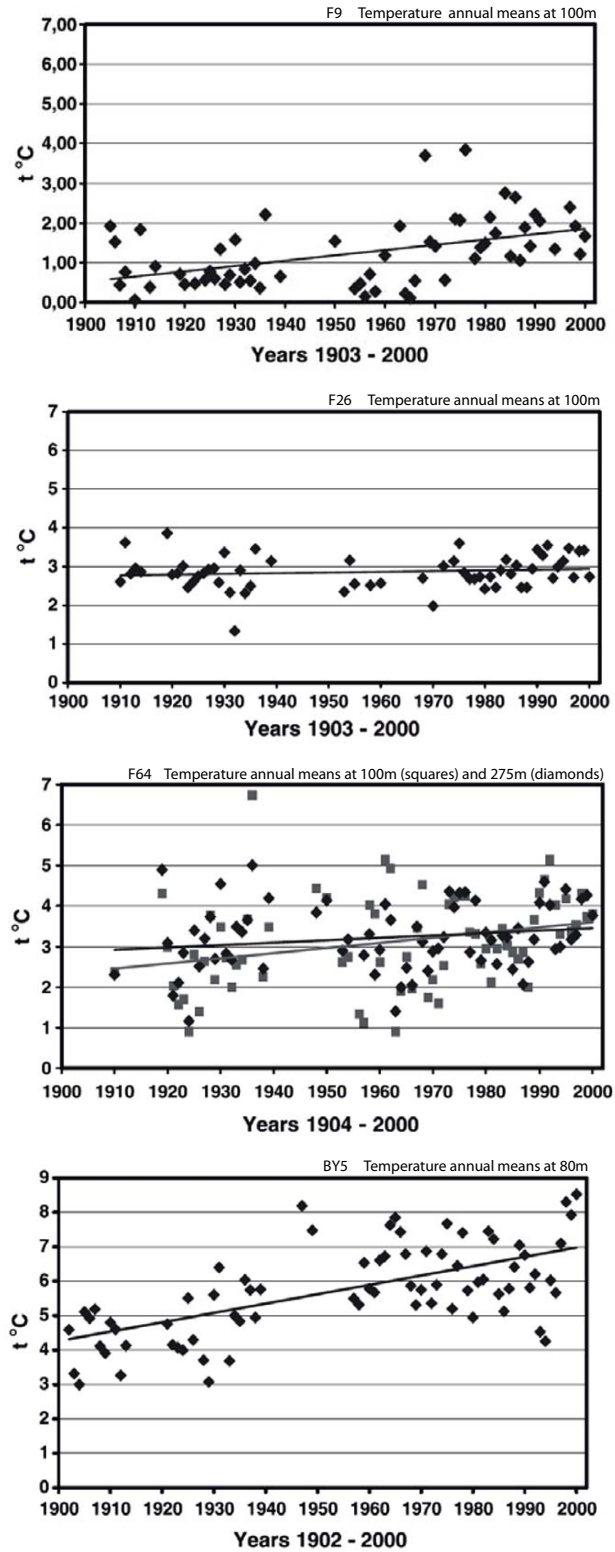 F9 Temperature annual means at 100m
7,00
6,00
5,00
4,00
3,00
2,00
1,00
0,00
t °C
1900 1910 1920 1930 1940 1950 1960 1970 1980 1990 2000
Years 1903 - 2000
F26 Temperature annual means at 100m
7
6
5
4
3
2
1
0
t °C
1900 1910 1920 1930 1940 1950 1960 1970 1980 1990 2000
Years 1903 - 2000
F64 Temperature annual means at 100m (squares) and 275m (diamonds)
7
6
5
4
3
2
1
0
t °C
1900 1910 1920 1930 1940 1950 1960 1970 1980 1990 2000
Years 1904 - 2000
BY5 Temperature annual means at 80m
9
8
7
6
5
4
3
2
1
0
t °C
1900 1910 1920 1930 1940 1950 1960 1970 1980 1990 2000
Years 1902 - 2000